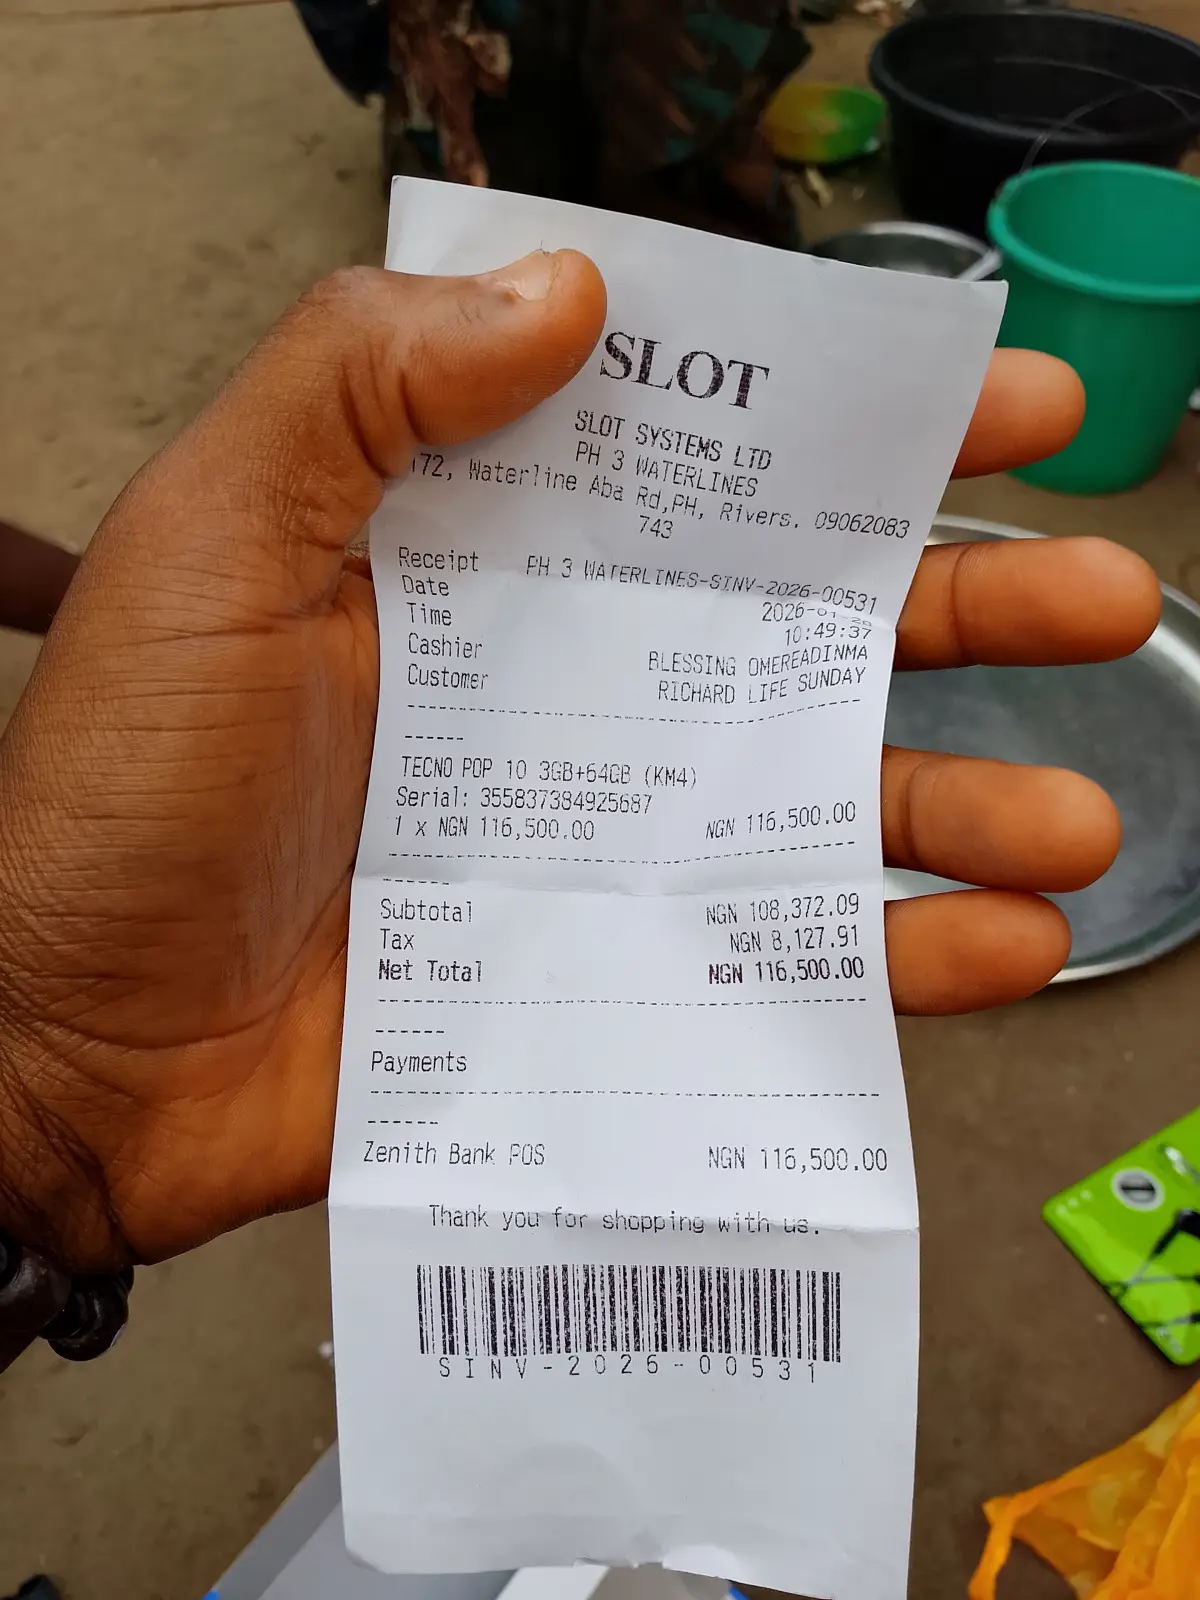 SLOT
SLOT SYSTEMS LTD
PH 3 WATERLINES
172, Waterline Aba Rd,PH, Rivers. 09062083
743
Receipt PH 3 WATERLINES-SINV-2026-00531
Date
Time 10:49:37
Cashier BLESSING OMEREADINMA
Customer RICHARD LIFE SUNDAY
------
TECNO POP 10 3GB+64GB (KM4)
Serial: 355837384925687
1 x NGN 116,500.00 NGN 116,500.00
------
Subtotal NGN 108,372.09
Tax NGN 8,127.91
Net Total NGN 116,500.00
------
Payments
------
Zenith Bank POS NGN 116,500.00
Thank you for shopping with us.
SINV-2026-00531